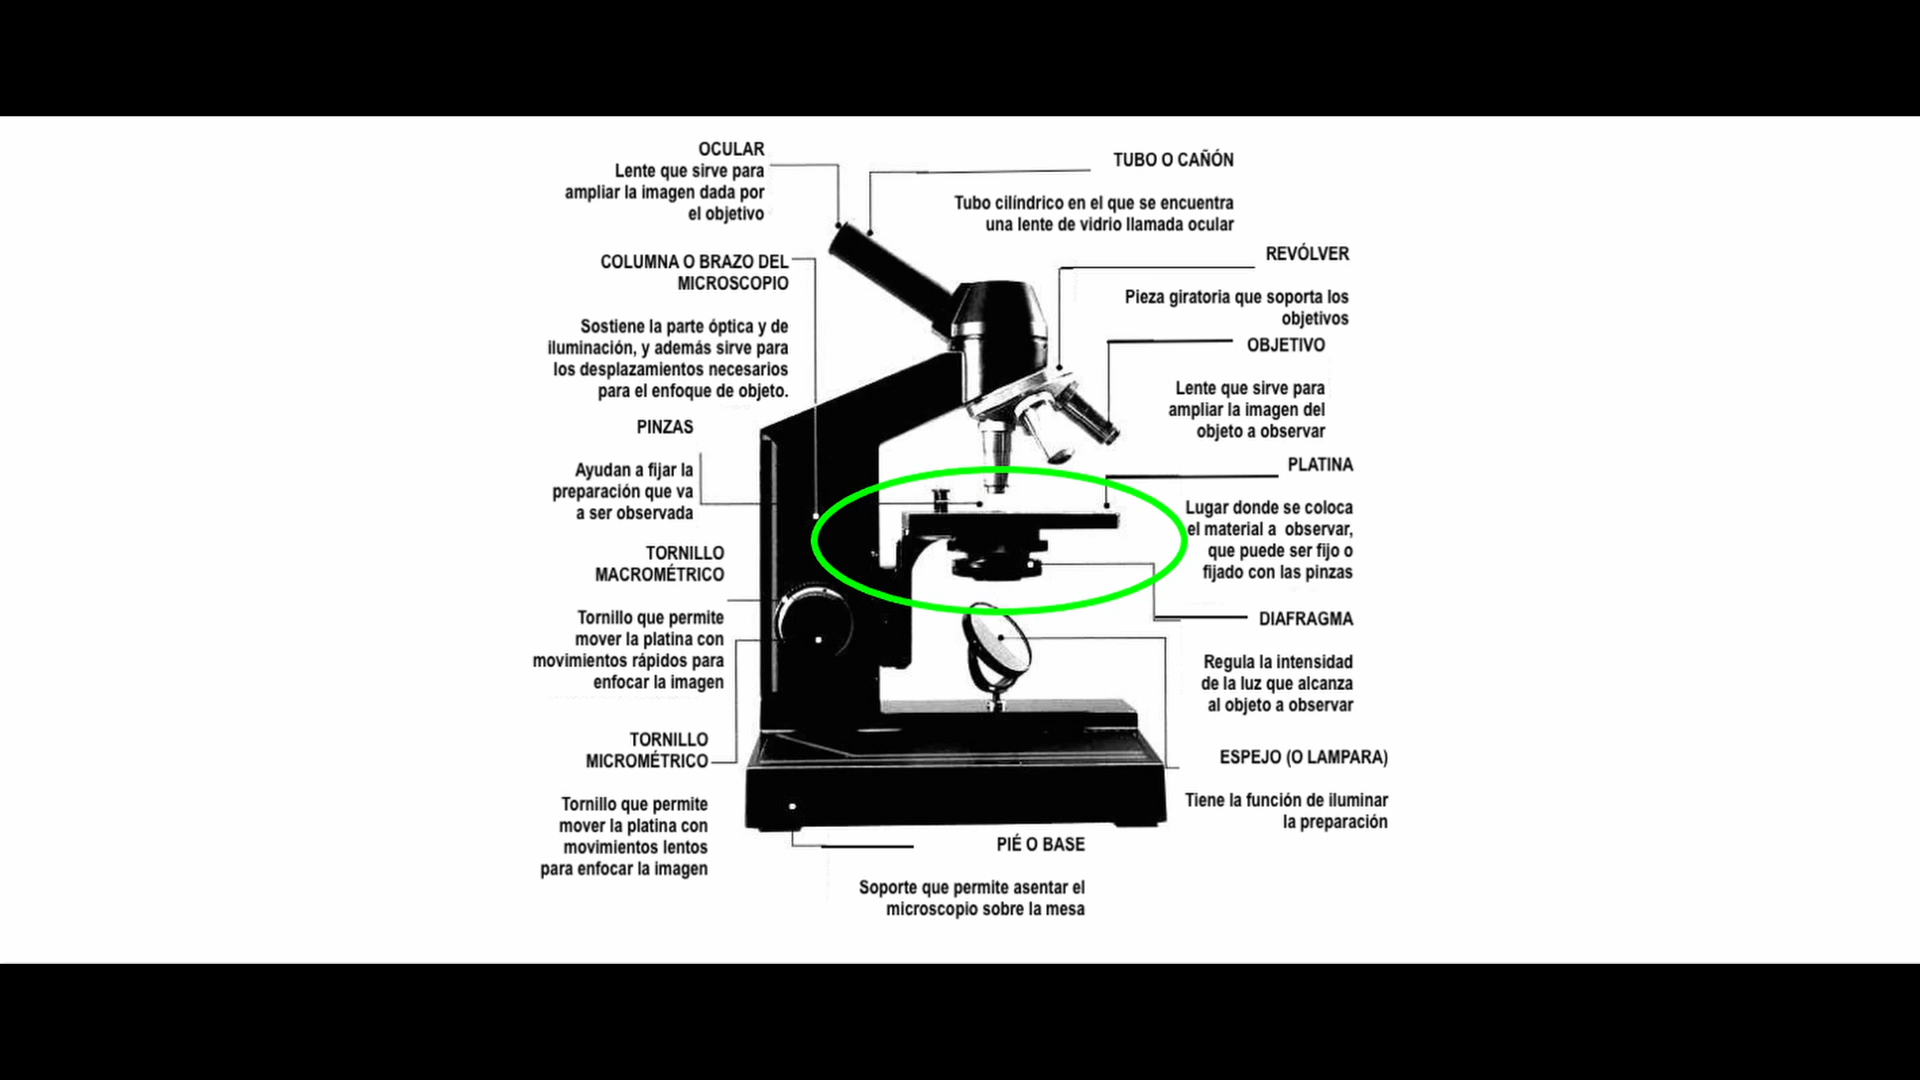 OCULAR
Lente que sirve para
ampliar la imagen dada por
el objetivo
TUBO O CAÑÓN
Tubo cilíndrico en el que se encuentra
una lente de vidrio llamada ocular
COLUMNA O BRAZO DEL
MICROSCOPIO
Sostiene la parte óptica y de
iluminación, y además sirve para
los desplazamientos necesarios
para el enfoque de objeto.
REVÓLVER
Pieza giratoria que soporta los
objetivos
OBJETIVO
Lente que sirve para
ampliar la imagen del
objeto a observar
PINZAS
Ayudan a fijar la
preparación que va
a ser observada
PLATINA
Lugar donde se coloca
el material a observar,
que puede ser fijo o
fijado con las pinzas
TORNILLO
MACROMÉTRICO
Tornillo que permite
mover la platina con
movimientos rápidos para
enfocar la imagen
DIAFRAGMA
Regula la intensidad
de la luz que alcanza
al objeto a observar
TORNILLO
MICROMÉTRICO
Tornillo que permite
mover la platina con
movimientos lentos
para enfocar la imagen
ESPEJO (O LAMPARA)
Tiene la función de iluminar
la preparación
PIÉ O BASE
Soporte que permite asentar el
microscopio sobre la mesa